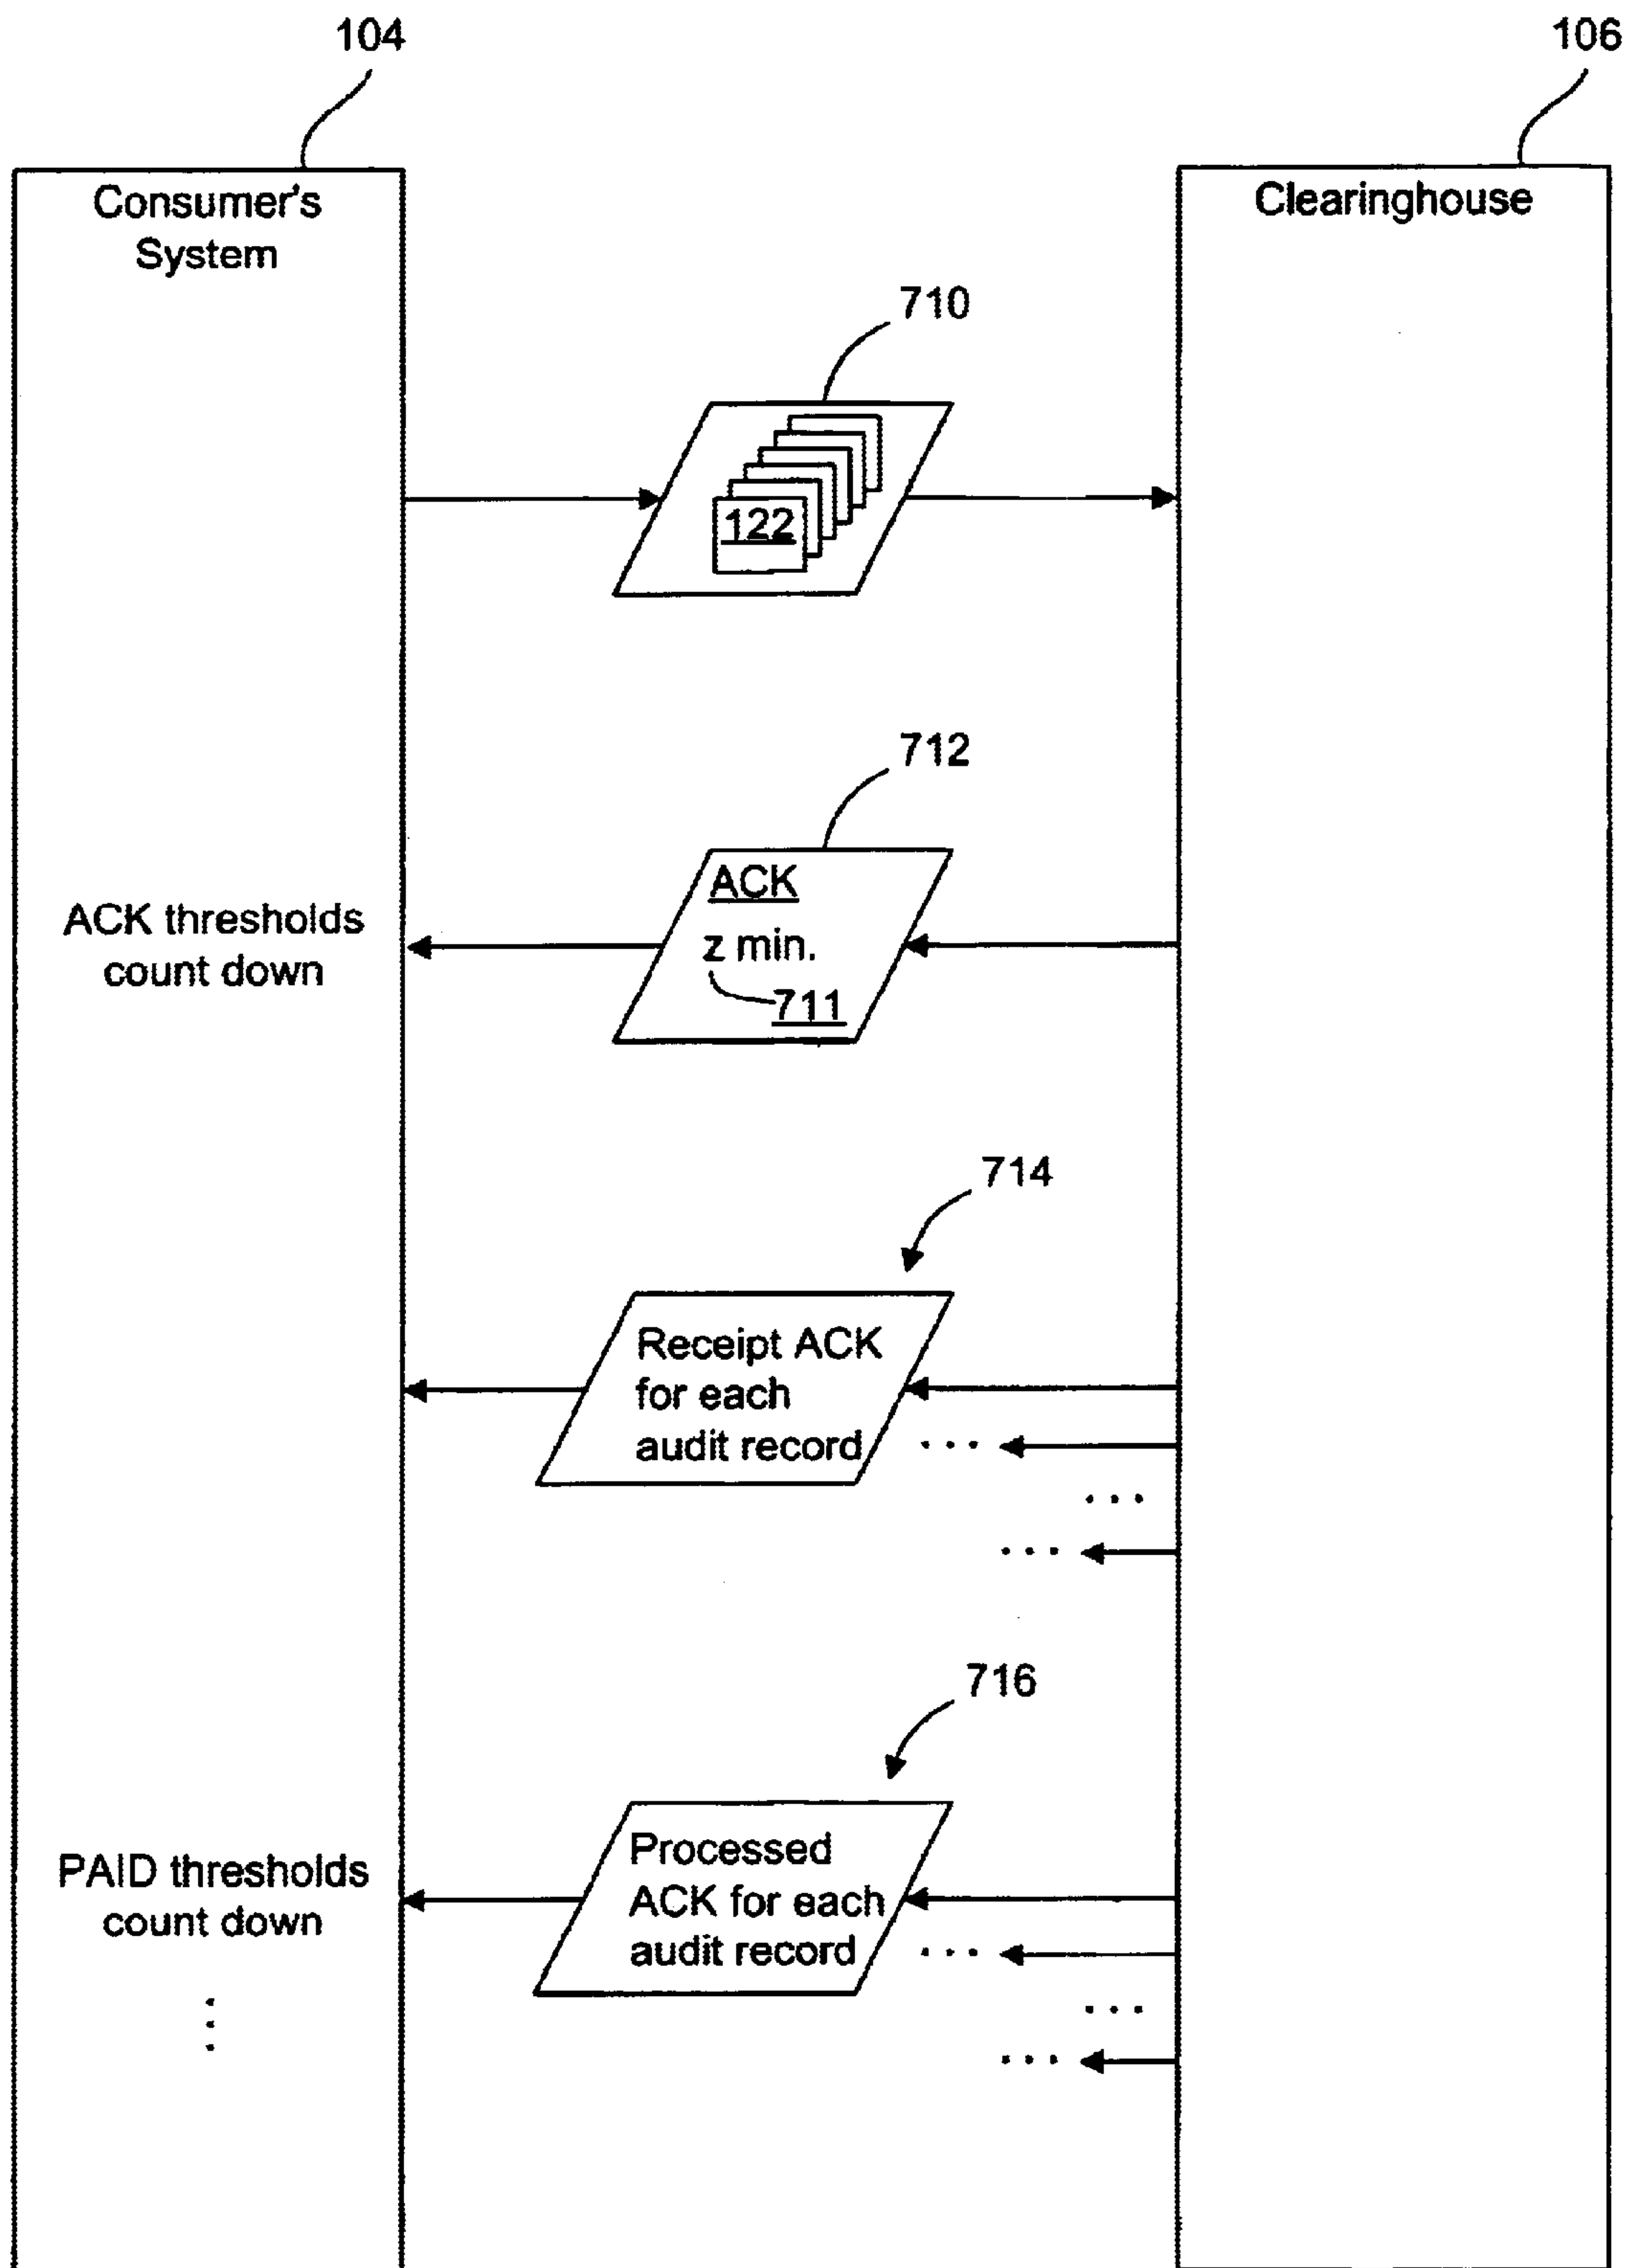 104
106
Consumer's
System
Clearinghouse
710
122
712
ACK
z min.
711
ACK thresholds
count down
714
Receipt ACK
for each
audit record
...
...
...
716
Processed
ACK for each
audit record
...
...
...
PAID thresholds
count down
...